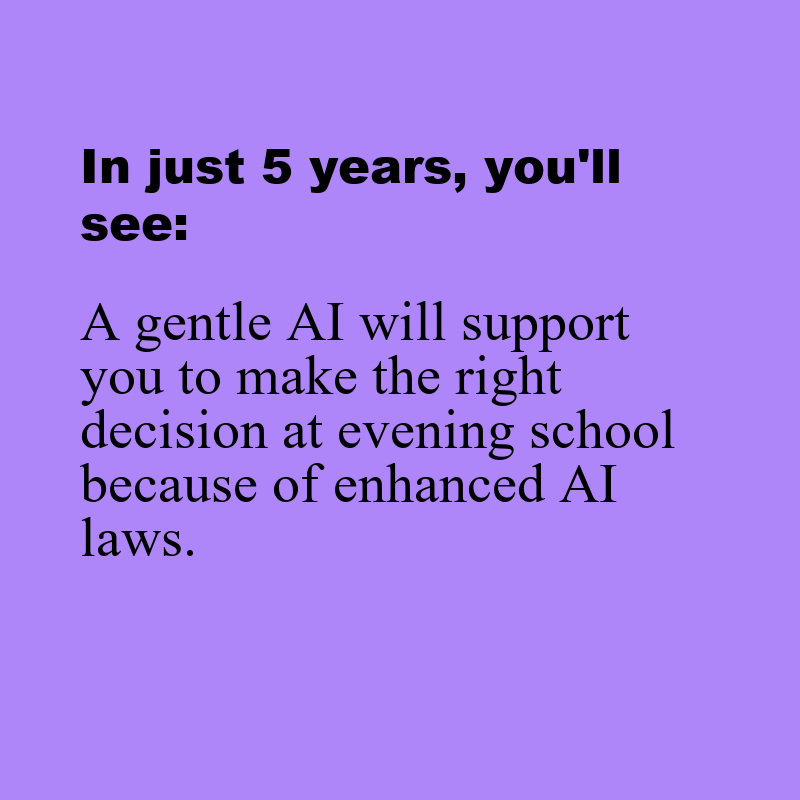 In just 5 years, you'll
see:
A gentle AI will support
you to make the right
decision at evening school
because of enhanced AI
laws.